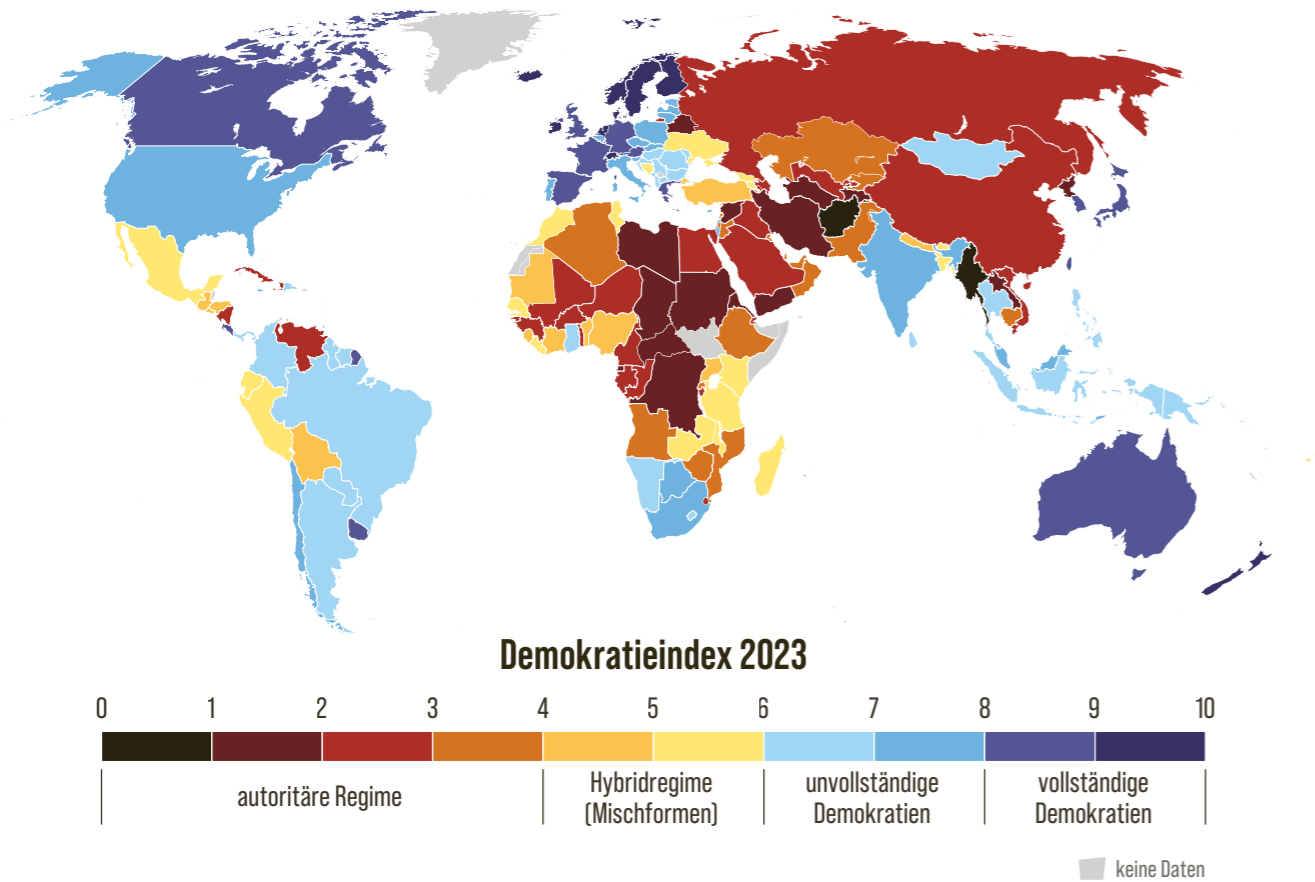 Demokratieindex 2023
0 1 2 3 4 5 6 7 8 9 10
autoritäre Regime
Hybridregime
(Mischformen)
unvollständige
Demokratien
vollständige
Demokratien
keine Daten